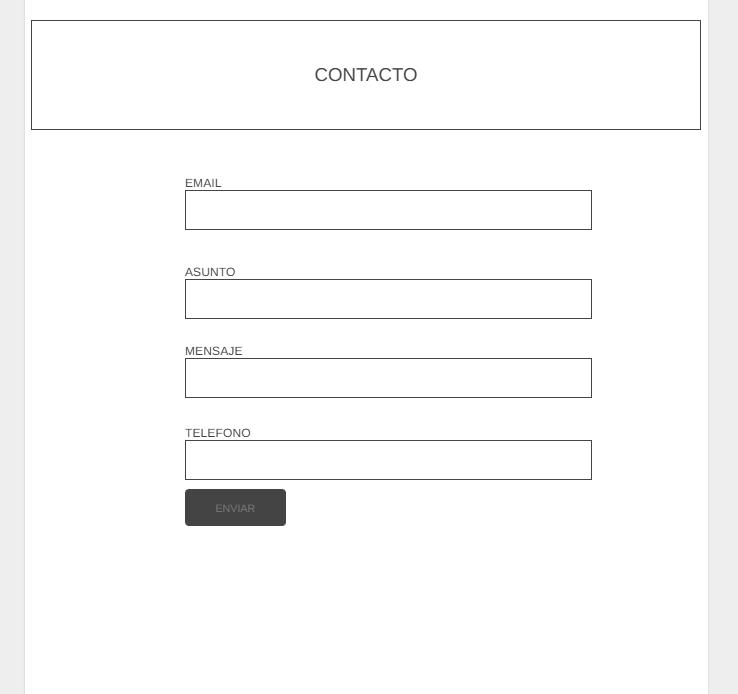 CONTACTO
EMAIL
ASUNTO
MENSAJE
TELEFONO
ENVIAR